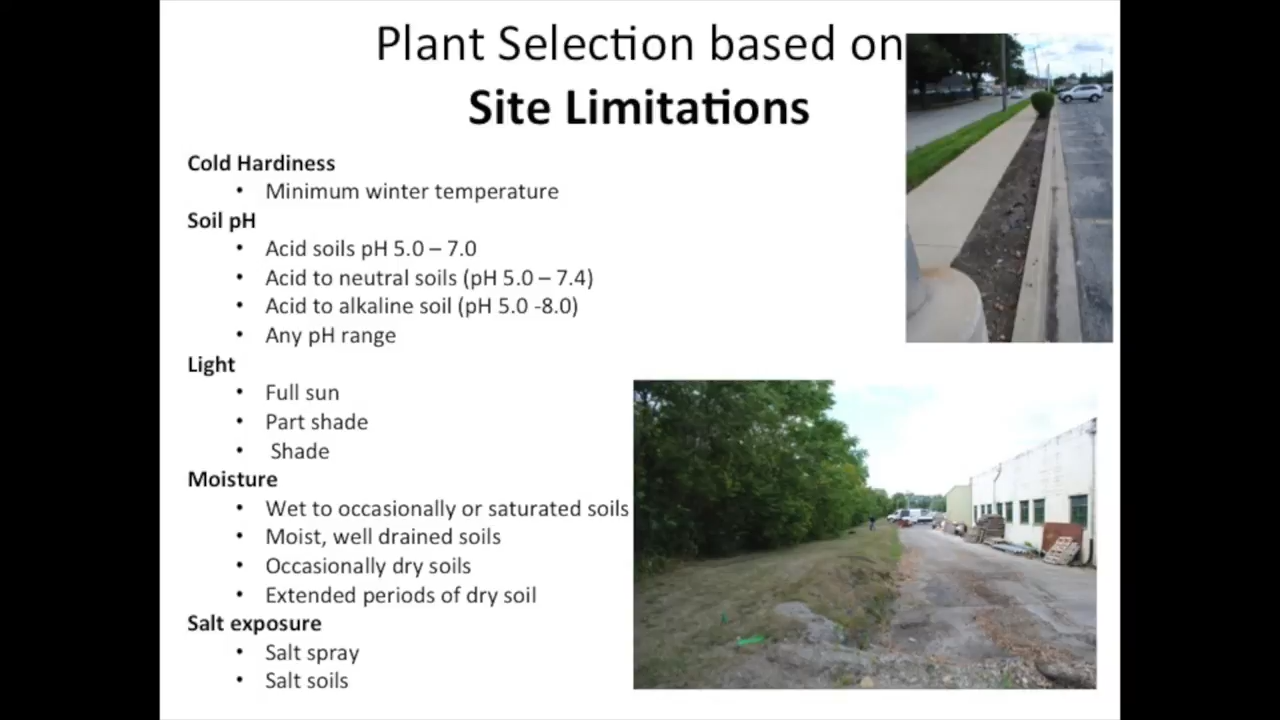 Plant Selection based on
Site Limitations
Cold Hardiness
• Minimum winter temperature
Soil pH
• Acid soils pH 5.0 – 7.0
• Acid to neutral soils (pH 5.0 – 7.4)
• Acid to alkaline soil (pH 5.0 -8.0)
• Any pH range
Light
• Full sun
• Part shade
• Shade
Moisture
• Wet to occasionally or saturated soils
• Moist, well drained soils
• Occasionally dry soils
• Extended periods of dry soil
Salt exposure
• Salt spray
• Salt soils